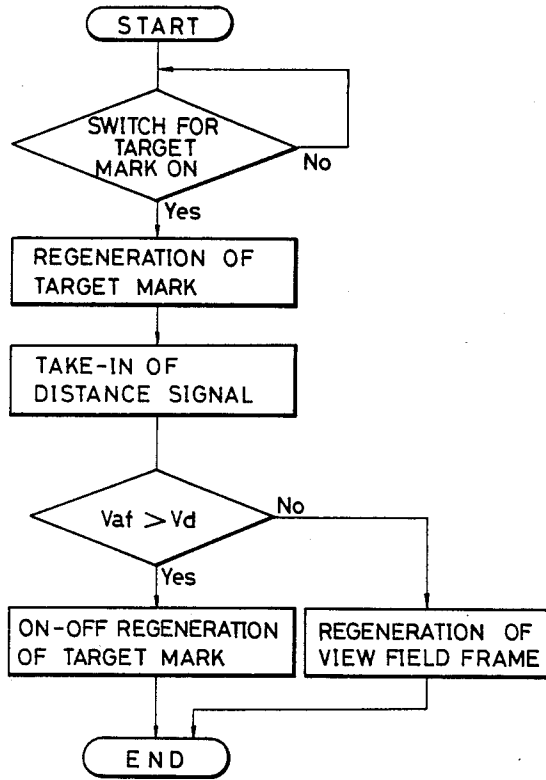 START
SWITCH FOR
TARGET
MARK ON
No
Yes
REGENERATION OF
TARGET MARK
TAKE-IN OF
DISTANCE SIGNAL
Vaf > Vd
No
Yes
ON-OFF REGENERATION
OF TARGET MARK
REGENERATION OF
VIEW FIELD FRAME
END